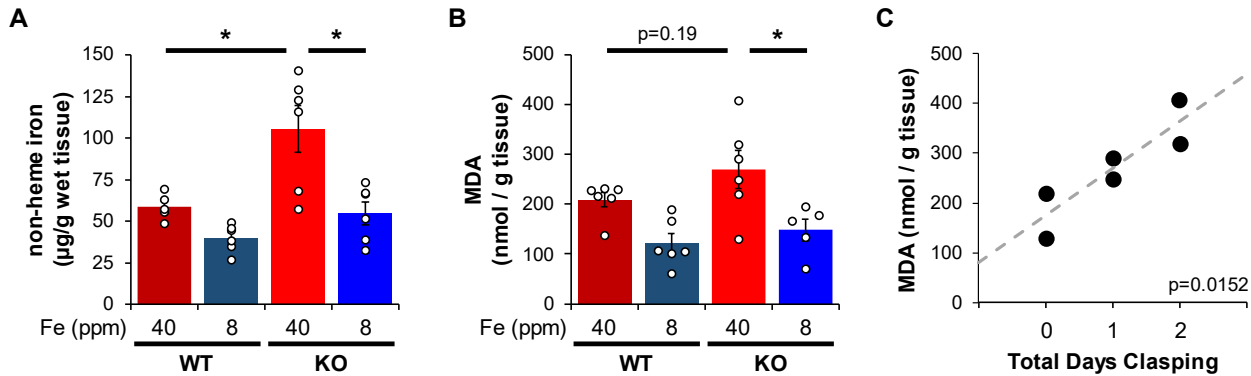 A
non-heme iron
(µg/g wet tissue)
150
125
100
75
50
25
0
*
*
Fe (ppm)
40
8
40
8
WT
KO
B
MDA
(nmol / g tissue)
500
400
300
200
100
0
p=0.19
*
Fe (ppm)
40
8
40
8
WT
KO
C
MDA (nmol / g tissue)
500
400
300
200
100
0
p=0.0152
0
1
2
Total Days Clasping